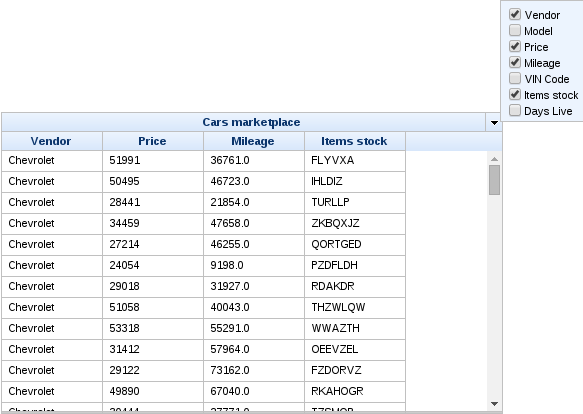 Vendor
Model
Price
Mileage
VIN Code
Items stock
Days Live
Cars marketplace
Vendor Price Mileage Items stock
Chevrolet 51991 36761.0 FLYVXA
Chevrolet 50495 46723.0 IHLDIZ
Chevrolet 28441 21854.0 TURLLP
Chevrolet 34459 47658.0 ZKBQXJZ
Chevrolet 27214 46255.0 QORTGED
Chevrolet 24054 9198.0 PZDFLDH
Chevrolet 29018 31927.0 RDAKDR
Chevrolet 51058 40043.0 THZWLQW
Chevrolet 53318 55291.0 WWAZTH
Chevrolet 31412 57964.0 OEEVZEL
Chevrolet 29122 73162.0 FZDORVZ
Chevrolet 49890 67040.0 RKAHOGR
Chevrolet